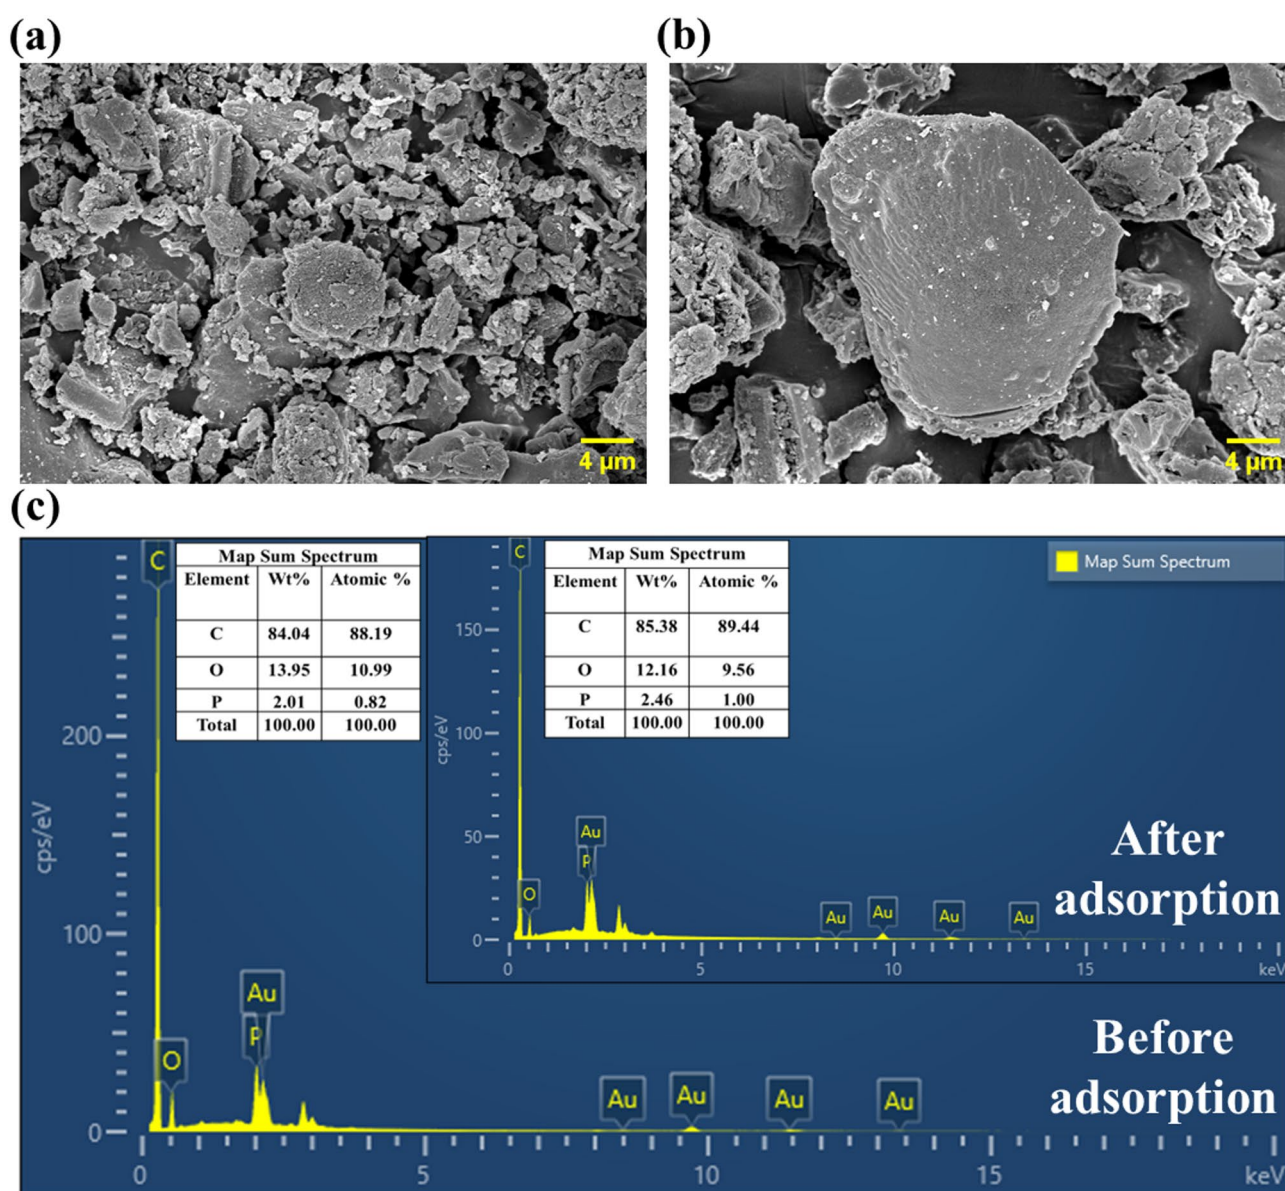 (a)
(b)
4 µm
4 µm
(c)
C
Map Sum Spectrum
Element Wt% Atomic %
C 84.04 88.19
O 13.95 10.99
P 2.01 0.82
Total 100.00 100.00
200
100
0
cps/eV
O
Au
P
Au
Au
Au
Au
0
5
10
15
keV
Before
adsorption
C
Map Sum Spectrum
Element Wt% Atomic %
C 85.38 89.44
O 12.16 9.56
P 2.46 1.00
Total 100.00 100.00
Map Sum Spectrum
150
100
50
0
cps/eV
O
Au
P
Au
Au
Au
Au
0
5
10
15
keV
After
adsorption